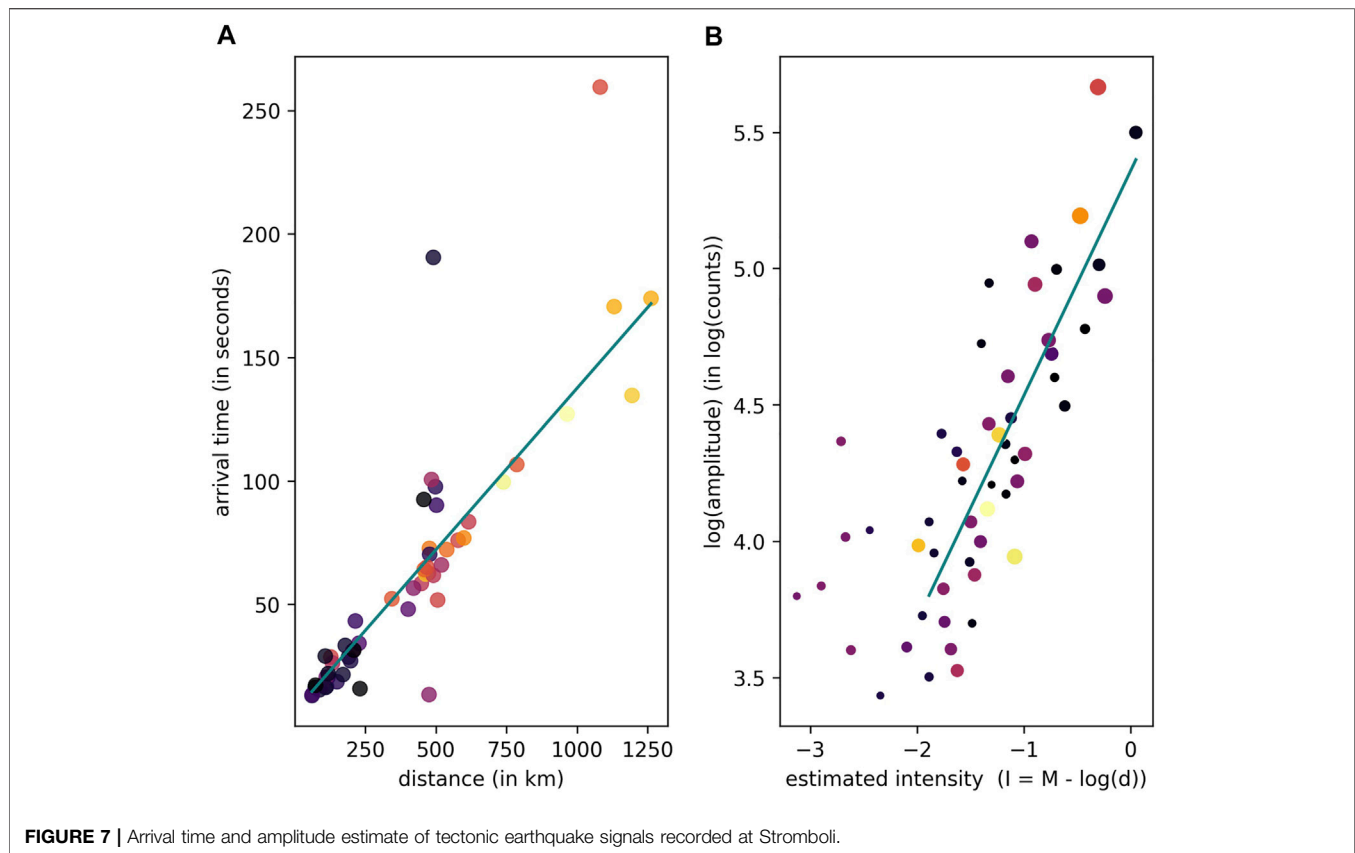 A
250
200
150
100
50
arrival time (in seconds)
250 500 750 1000 1250
distance (in km)
B
5.5
5.0
4.5
4.0
3.5
log(amplitude) (in log(counts))
−3 −2 −1 0
estimated intensity (I = M - log(d))
FIGURE 7 | Arrival time and amplitude estimate of tectonic earthquake signals recorded at Stromboli.